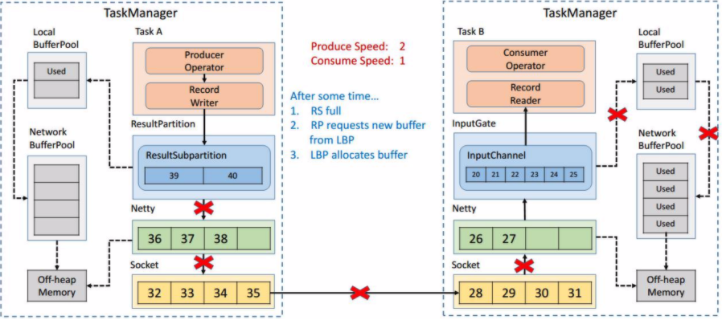 TaskManager
Local
BufferPool
Used
Network
BufferPool
Off-heap
Memory
Task A
Producer
Operator
Record
Writer
ResultPartition
ResultSubpartition
39 40
Netty
36 37 38
Socket
32 33 34 35
Produce Speed: 2
Consume Speed: 1
After some time...
1. RS full
2. RP requests new buffer
from LBP
3. LBP allocates buffer
TaskManager
Task B
Consumer
Operator
Record
Reader
InputGate
InputChannel
20 21 22 23 24 25
Netty
26 27
Socket
28 29 30 31
Local
BufferPool
Used
Used
Network
BufferPool
Used
Used
Used
Used
Off-heap
Memory